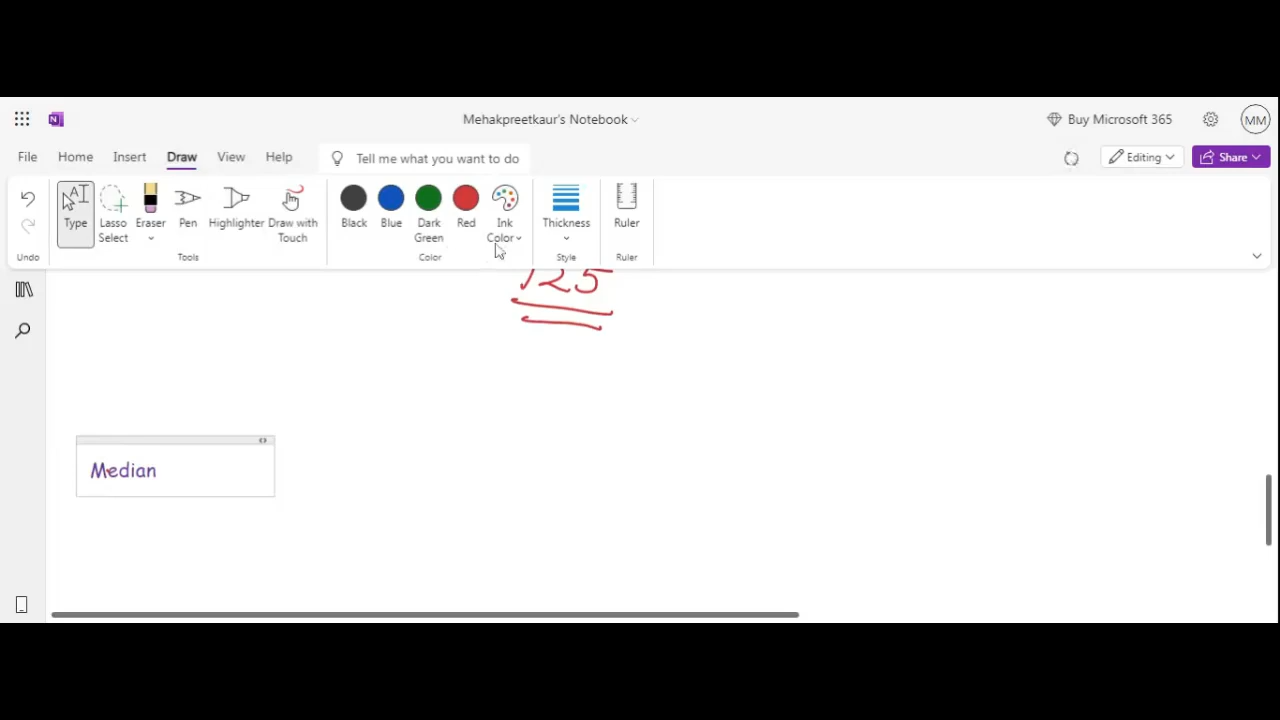 Mehakpreetkaur's Notebook
Buy Microsoft 365
MM
File Home Insert Draw View Help Tell me what you want to do
Editing Share
Type Lasso Select Eraser Pen Highlighter Draw with Touch
Black Blue Dark Green Red Ink Color
Thickness
Ruler
Undo Tools Color Style Ruler
125
Median